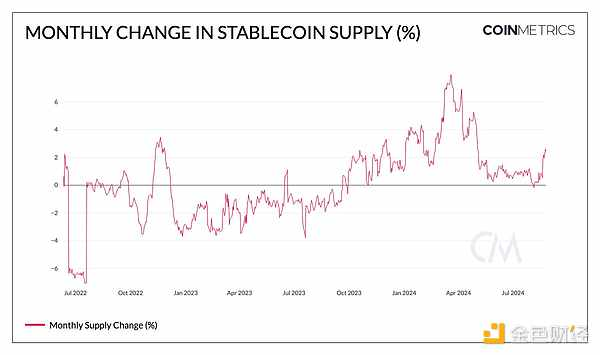 MONTHLY CHANGE IN STABLECOIN SUPPLY (%)
COINMETRICS
6
4
2
0
-2
-4
-6
CM
Jul 2022 Oct 2022 Jan 2023 Apr 2023 Jul 2023 Oct 2023 Jan 2024 Apr 2024 Jul 2024
Monthly Supply Change (%)
金色财经